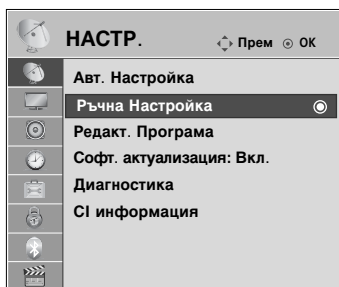 НАСТР.
Прем OK
Авт. Настройка
Ръчна Настройка
Редакт. Програма
Софт. актуализация: Вкл.
Диагностика
CI информация